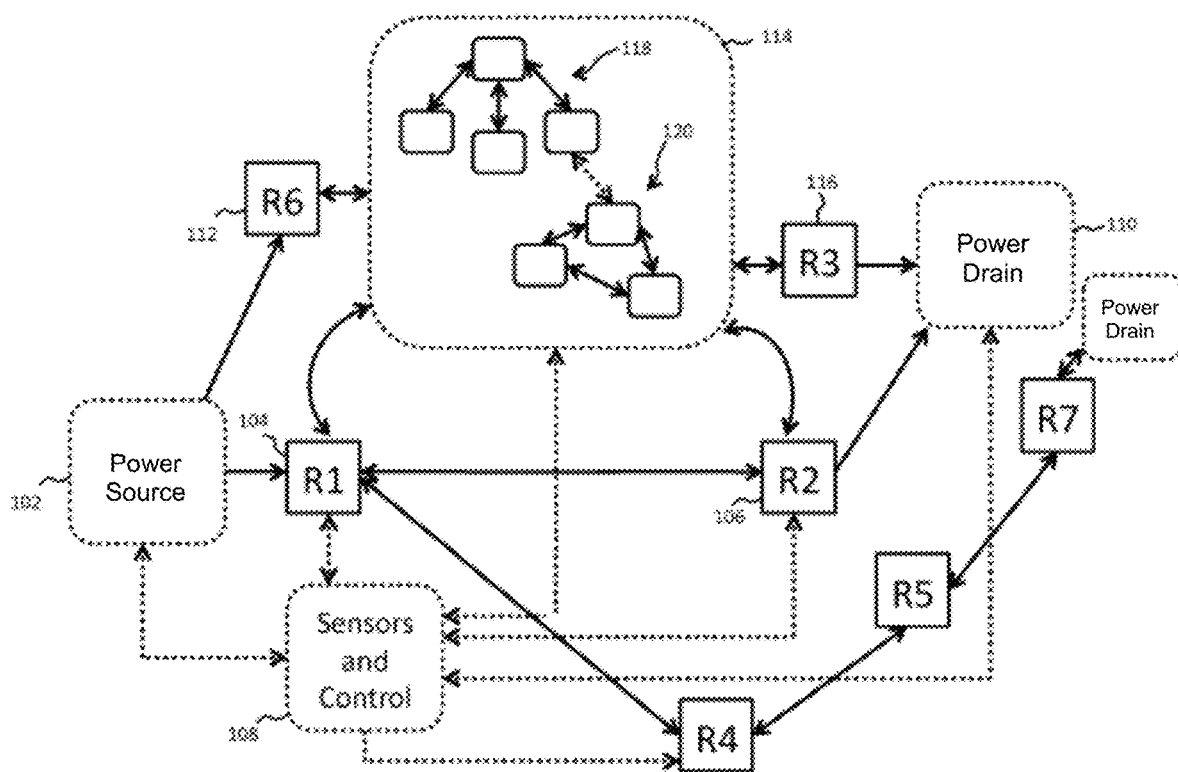 118
114
120
R6
112
116
R3
Power
Drain
110
Power
Drain
R7
104
Power
Source
102
R1
R2
106
R5
Sensors
and
Control
108
R4